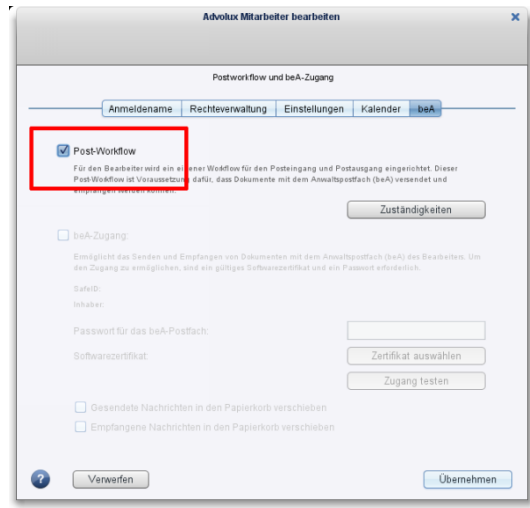 Advolux Mitarbeiter bearbeiten
Postworkflow und beA-Zugang
Anmeldename Rechteverwaltung Einstellungen Kalender beA
Post-Workflow
Für den Bearbeiter wird ein eigener Workflow für den Posteingang und Postausgang eingerichtet. Dieser
Post-Workflow ist Voraussetzung dafür, dass Dokumente mit dem Anwaltspostfach (beA) versendet und
empfangen werden können.
Zuständigkeiten
beA-Zugang:
Ermöglicht das Senden und Empfangen von Dokumenten mit dem Anwaltspostfach (beA) des Bearbeiters. Um
den Zugang zu ermöglichen, sind ein gültiges Softwarezertifikat und ein Passwort erforderlich.
SafeID:
Inhaber:
Passwort für das beA-Postfach:
Softwarezertifikat: Zertifikat auswählen
Zugang testen
Gesendete Nachrichten in den Papierkorb verschieben
Empfangene Nachrichten in den Papierkorb verschieben
? Verwerfen Übernehmen